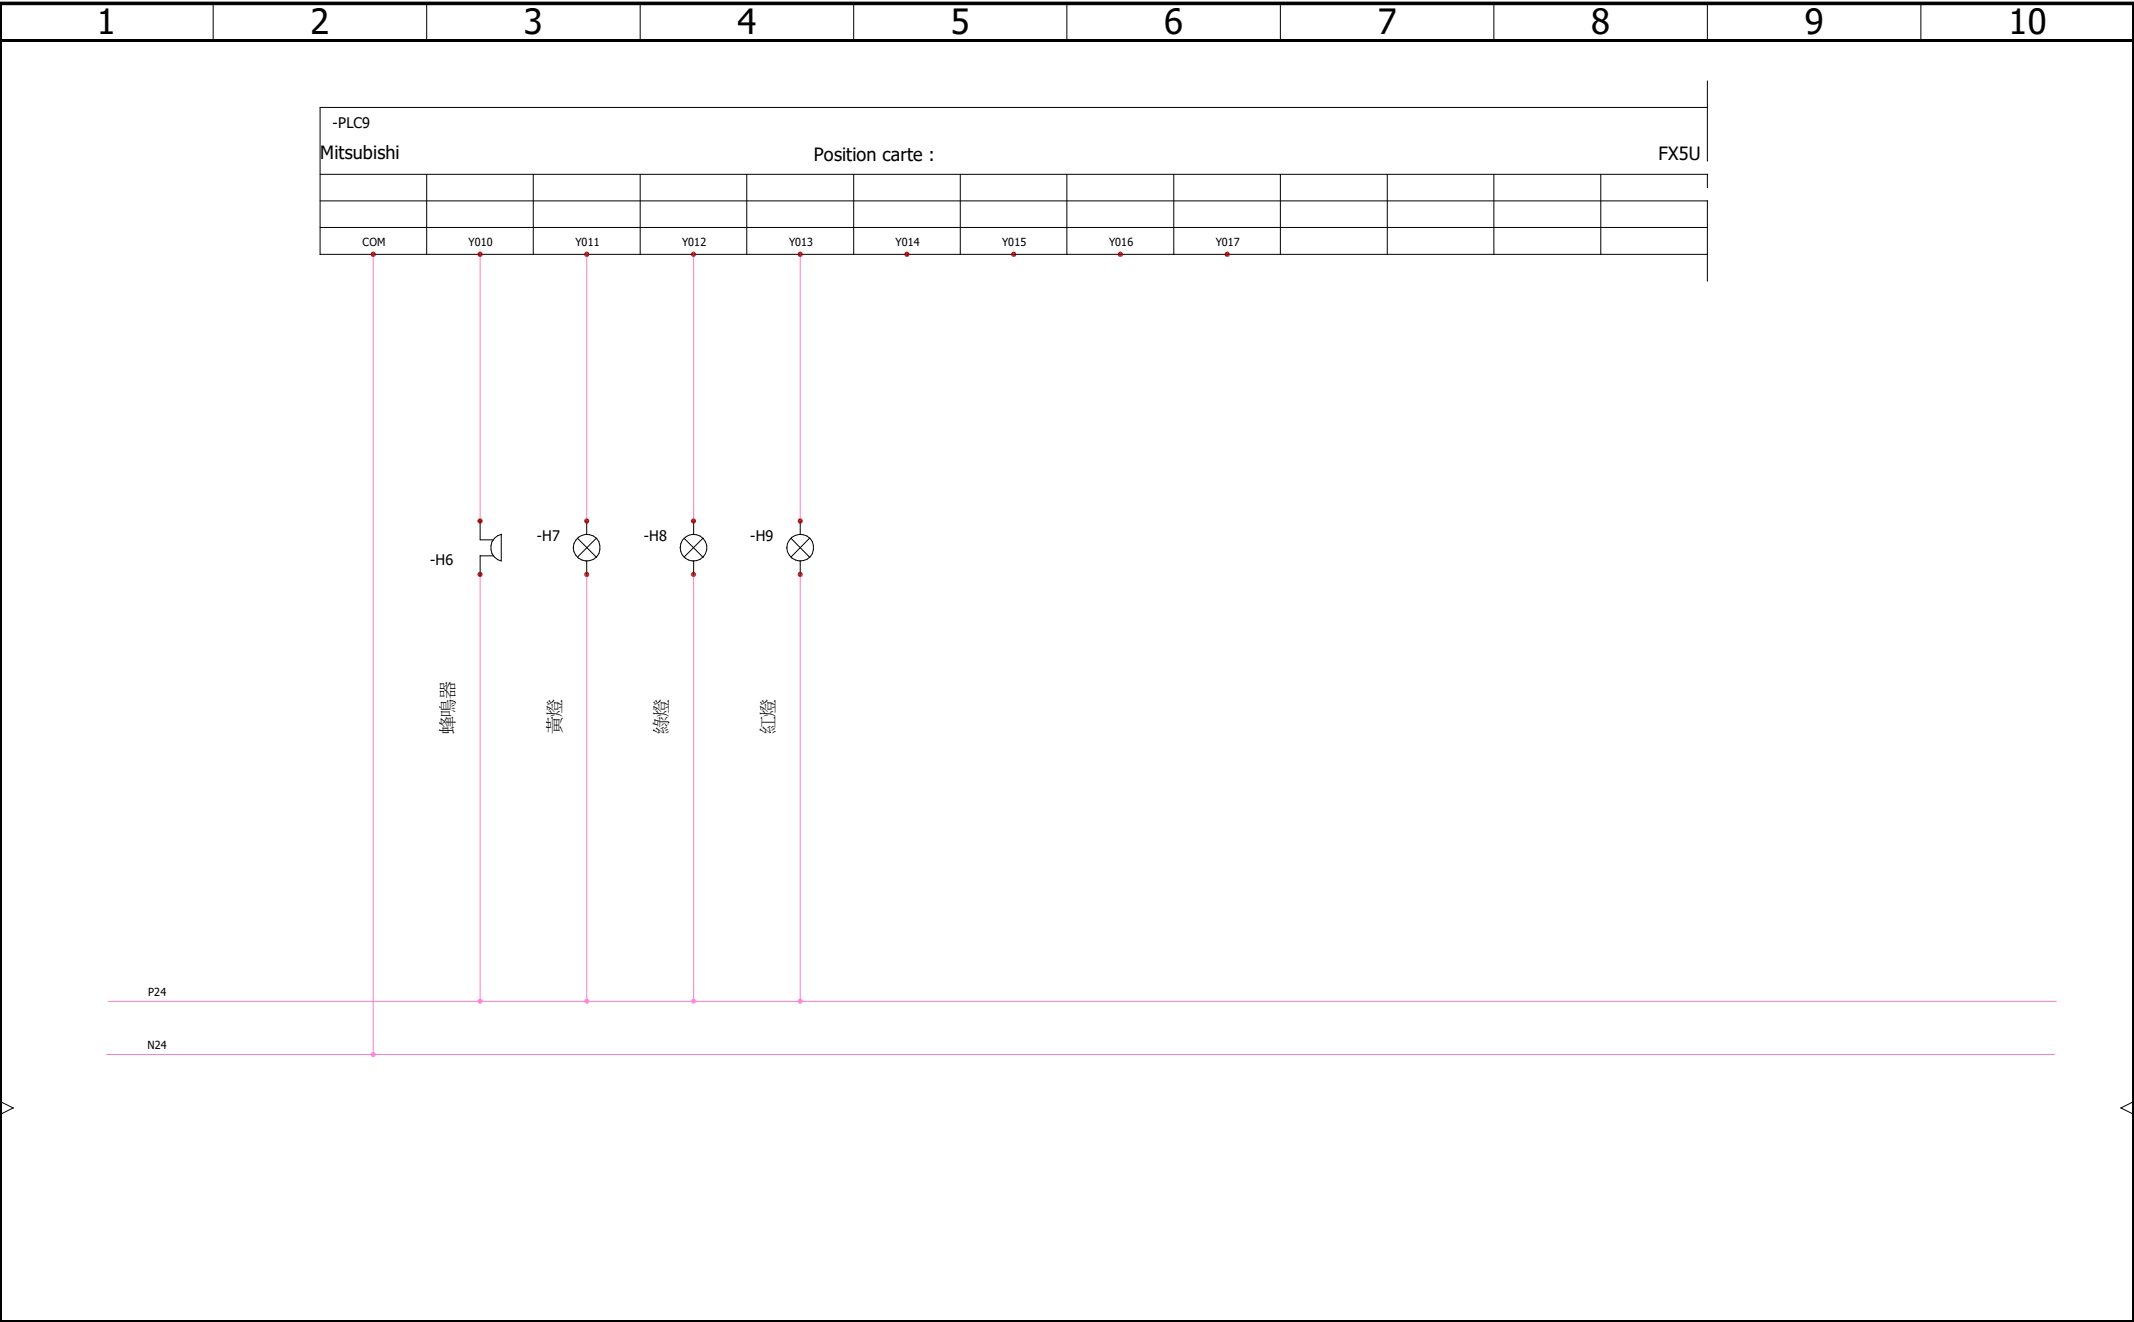 1 2 3 4 5 6 7 8 9 10
-PLC9
Mitsubishi Position carte : FX5U
COM Y010 Y011 Y012 Y013 Y014 Y015 Y016 Y017
-H6 -H7 -H8 -H9
蜂鳴器 黃燈 綠燈 紅燈
P24
N24